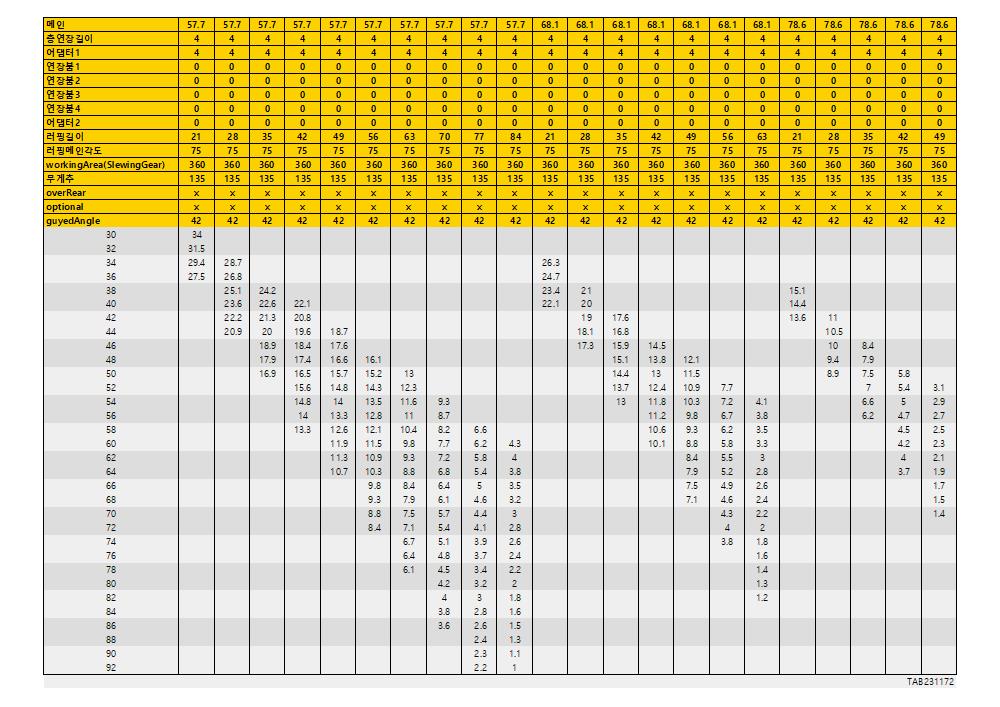 메인 57.7 57.7 57.7 57.7 57.7 57.7 57.7 57.7 57.7 57.7 68.1 68.1 68.1 68.1 68.1 68.1 68.1 78.6 78.6 78.6 78.6 78.6
총연장길이 4 4 4 4 4 4 4 4 4 4 4 4 4 4 4 4 4 4 4 4 4 4
어댑터1 4 4 4 4 4 4 4 4 4 4 4 4 4 4 4 4 4 4 4 4 4 4
연장붐1 0 0 0 0 0 0 0 0 0 0 0 0 0 0 0 0 0 0 0 0 0 0
연장붐2 0 0 0 0 0 0 0 0 0 0 0 0 0 0 0 0 0 0 0 0 0 0
연장붐3 0 0 0 0 0 0 0 0 0 0 0 0 0 0 0 0 0 0 0 0 0 0
연장붐4 0 0 0 0 0 0 0 0 0 0 0 0 0 0 0 0 0 0 0 0 0 0
어댑터2 0 0 0 0 0 0 0 0 0 0 0 0 0 0 0 0 0 0 0 0 0 0
러핑길이 21 28 35 42 49 56 63 70 77 84 21 28 35 42 49 56 63 21 28 35 42 49
러핑메인각도 75 75 75 75 75 75 75 75 75 75 75 75 75 75 75 75 75 75 75 75 75 75
workingArea(SlewingGear) 360 360 360 360 360 360 360 360 360 360 360 360 360 360 360 360 360 360 360 360 360 360
무게추 135 135 135 135 135 135 135 135 135 135 135 135 135 135 135 135 135 135 135 135 135 135
overRear x x x x x x x x x x x x x x x x x x x x x x
optional x x x x x x x x x x x x x x x x x x x x x x
guyedAngle 42 42 42 42 42 42 42 42 42 42 42 42 42 42 42 42 42 42 42 42 42 42
30 34
32 31.5
34 29.4 28.7 26.3
36 27.5 26.8 24.7
38 25.1 24.2 23.4 21 15.1
40 23.6 22.6 22.1 22.1 20 14.4
42 22.2 21.3 20.8 19 17.6 13.6 11
44 20.9 20 19.6 18.7 18.1 16.8 10.5
46 18.9 18.4 17.6 17.3 15.9 14.5 10 8.4
48 17.9 17.4 16.6 16.1 15.1 13.8 12.1 9.4 7.9
50 16.9 16.5 15.7 15.2 13 14.4 13 11.5 8.9 7.5 5.8
52 15.6 14.8 14.3 12.3 13.7 12.4 10.9 7.7 7 5.4 3.1
54 14.8 14 13.5 11.6 9.3 13 11.8 10.3 7.2 4.1 6.6 5 2.9
56 14 13.3 12.8 11 8.7 11.2 9.8 6.7 3.8 6.2 4.7 2.7
58 13.3 12.6 12.1 10.4 8.2 6.6 10.6 9.3 6.2 3.5 4.5 2.5
60 11.9 11.5 9.8 7.7 6.2 4.3 10.1 8.8 5.8 3.3 4.2 2.3
62 11.3 10.9 9.3 7.2 5.8 4 8.4 5.5 3 4 2.1
64 10.7 10.3 8.8 6.8 5.4 3.8 7.9 5.2 2.8 3.7 1.9
66 9.8 8.4 6.4 5 3.5 7.5 4.9 2.6 1.7
68 9.3 7.9 6.1 4.6 3.2 7.1 4.6 2.4 1.5
70 8.8 7.5 5.7 4.4 3 4.3 2.2 1.4
72 8.4 7.1 5.4 4.1 2.8 4 2
74 6.7 5.1 3.9 2.6 3.8 1.8
76 6.4 4.8 3.7 2.4 1.6
78 6.1 4.5 3.4 2.2 1.4
80 4.2 3.2 2 1.3
82 4 3 1.8 1.2
84 3.8 2.8 1.6
86 3.6 2.6 1.5
88 2.4 1.3
90 2.3 1.1
92 2.2 1
TAB231172